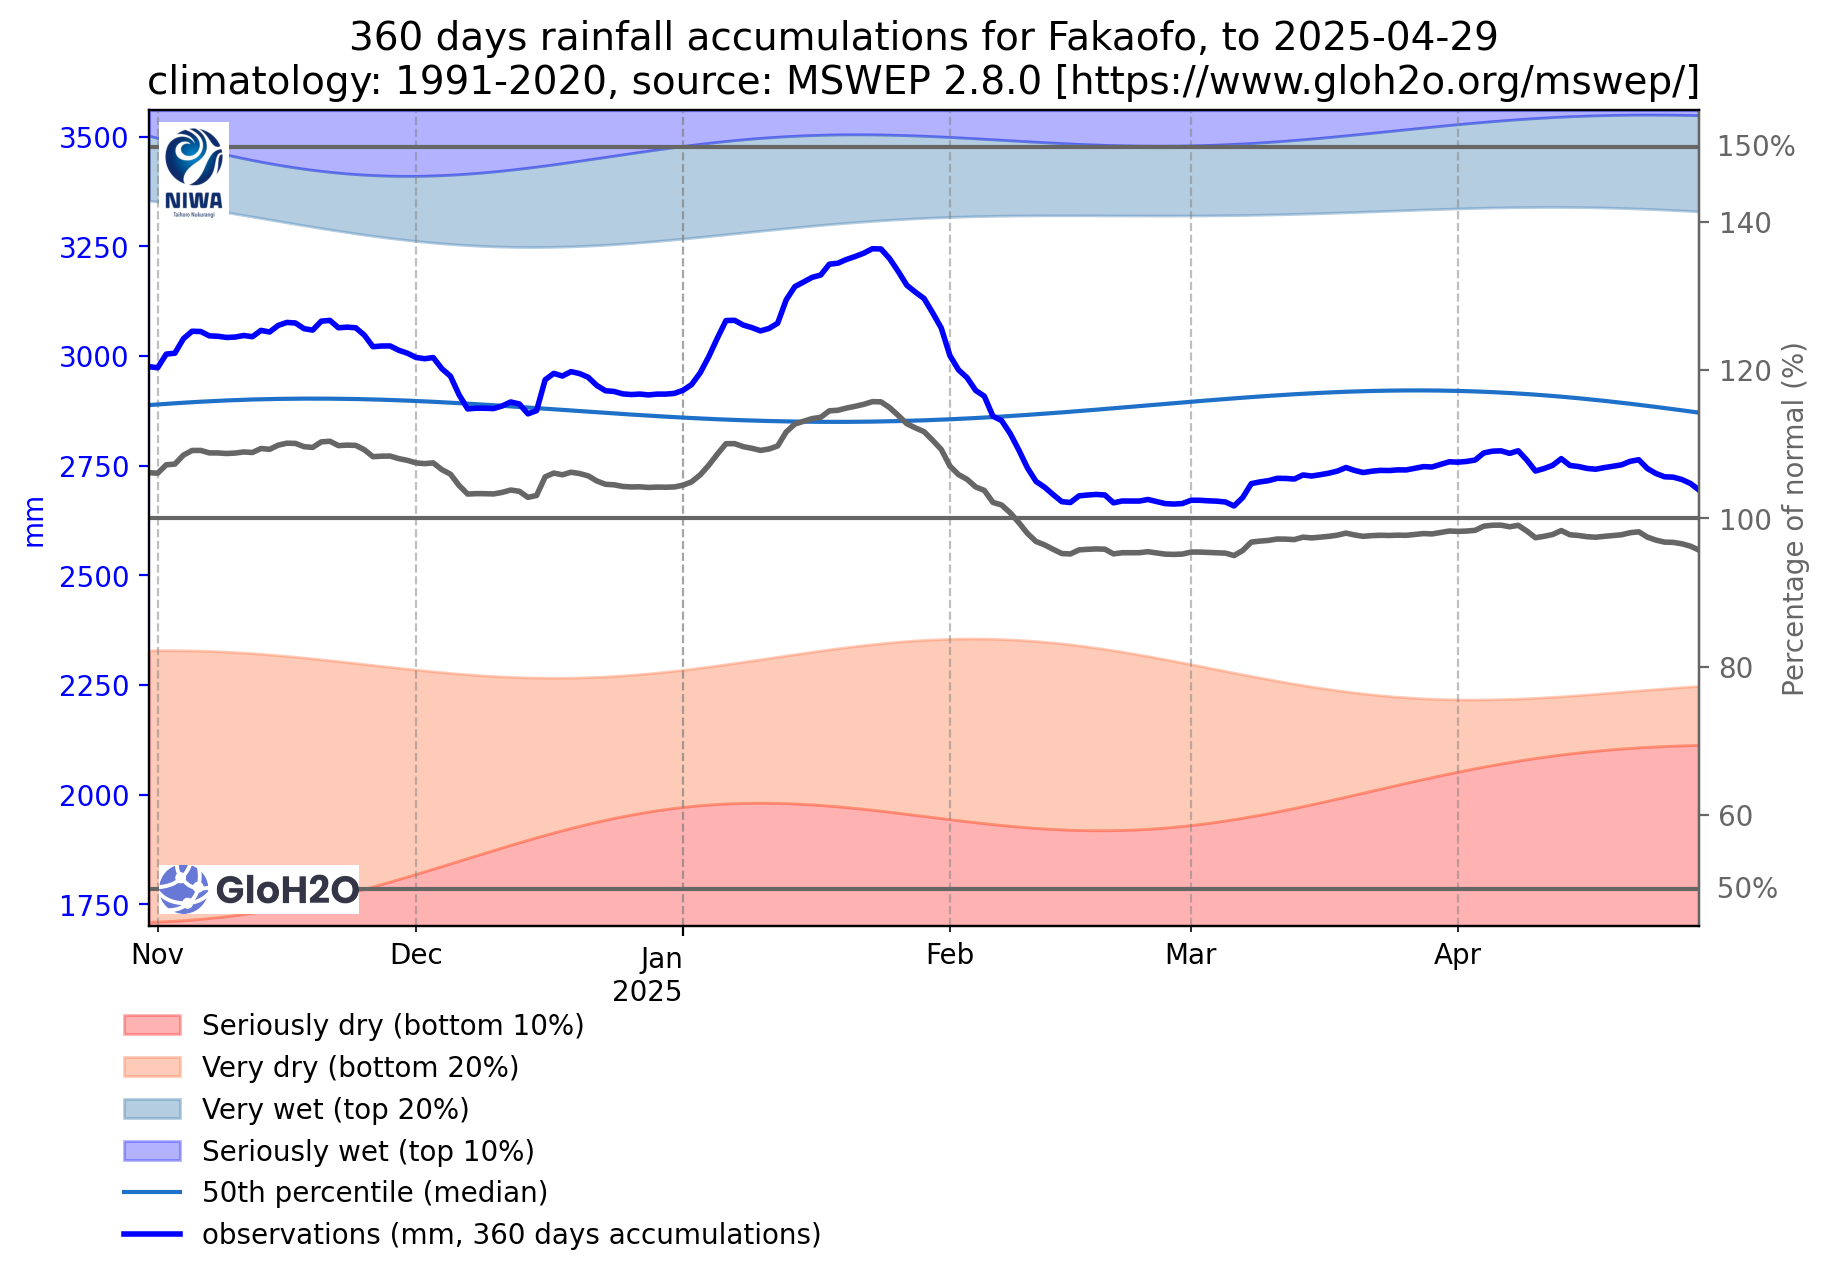 360 days rainfall accumulations for Fakaofo, to 2025-04-29
climatology: 1991-2020, source: MSWEP 2.8.0 [https://www.gloh2o.org/mswep/]
3500
3250
3000
2750
2500
2250
2000
1750
mm
NIWA
Taihoro Nukurangi
GloH2O
150%
140
120
100
80
60
50%
Percentage of normal (%)
Nov
Dec
Jan
2025
Feb
Mar
Apr
Seriously dry (bottom 10%)
Very dry (bottom 20%)
Very wet (top 20%)
Seriously wet (top 10%)
50th percentile (median)
observations (mm, 360 days accumulations)